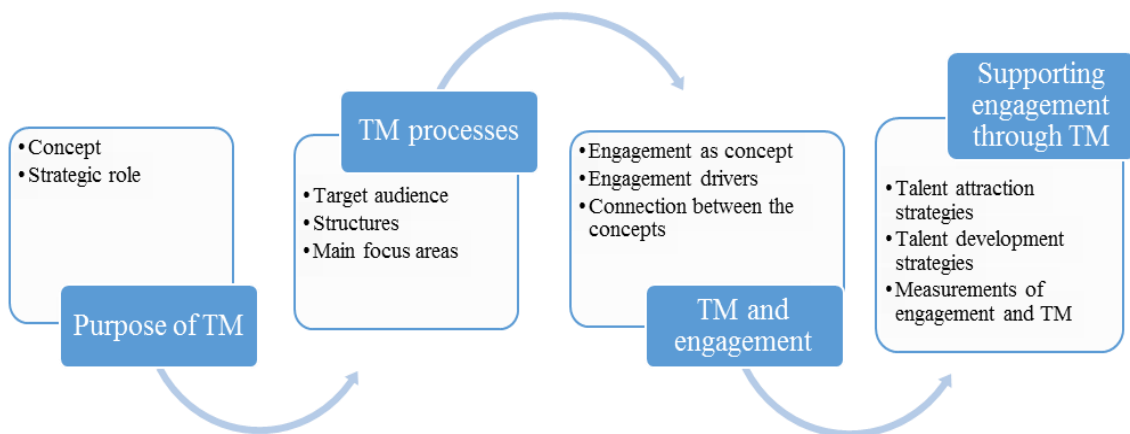 • Concept
• Strategic role
Purpose of TM
TM processes
• Target audience
• Structures
• Main focus areas
• Engagement as concept
• Engagement drivers
• Connection between the
concepts
TM and
engagement
Supporting
engagement
through TM
• Talent attraction
strategies
• Talent development
strategies
• Measurements of
engagement and TM